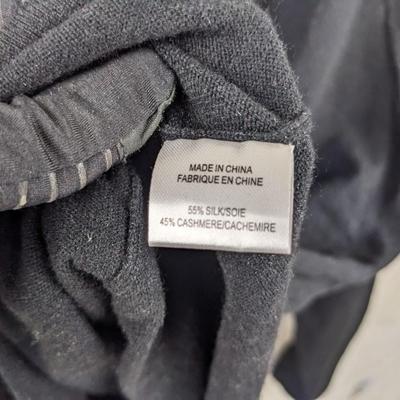 MADE IN CHINA
FABRIQUE EN CHINE
55% SILK/SOIE
45% CASHMERE/CACHEMIRE